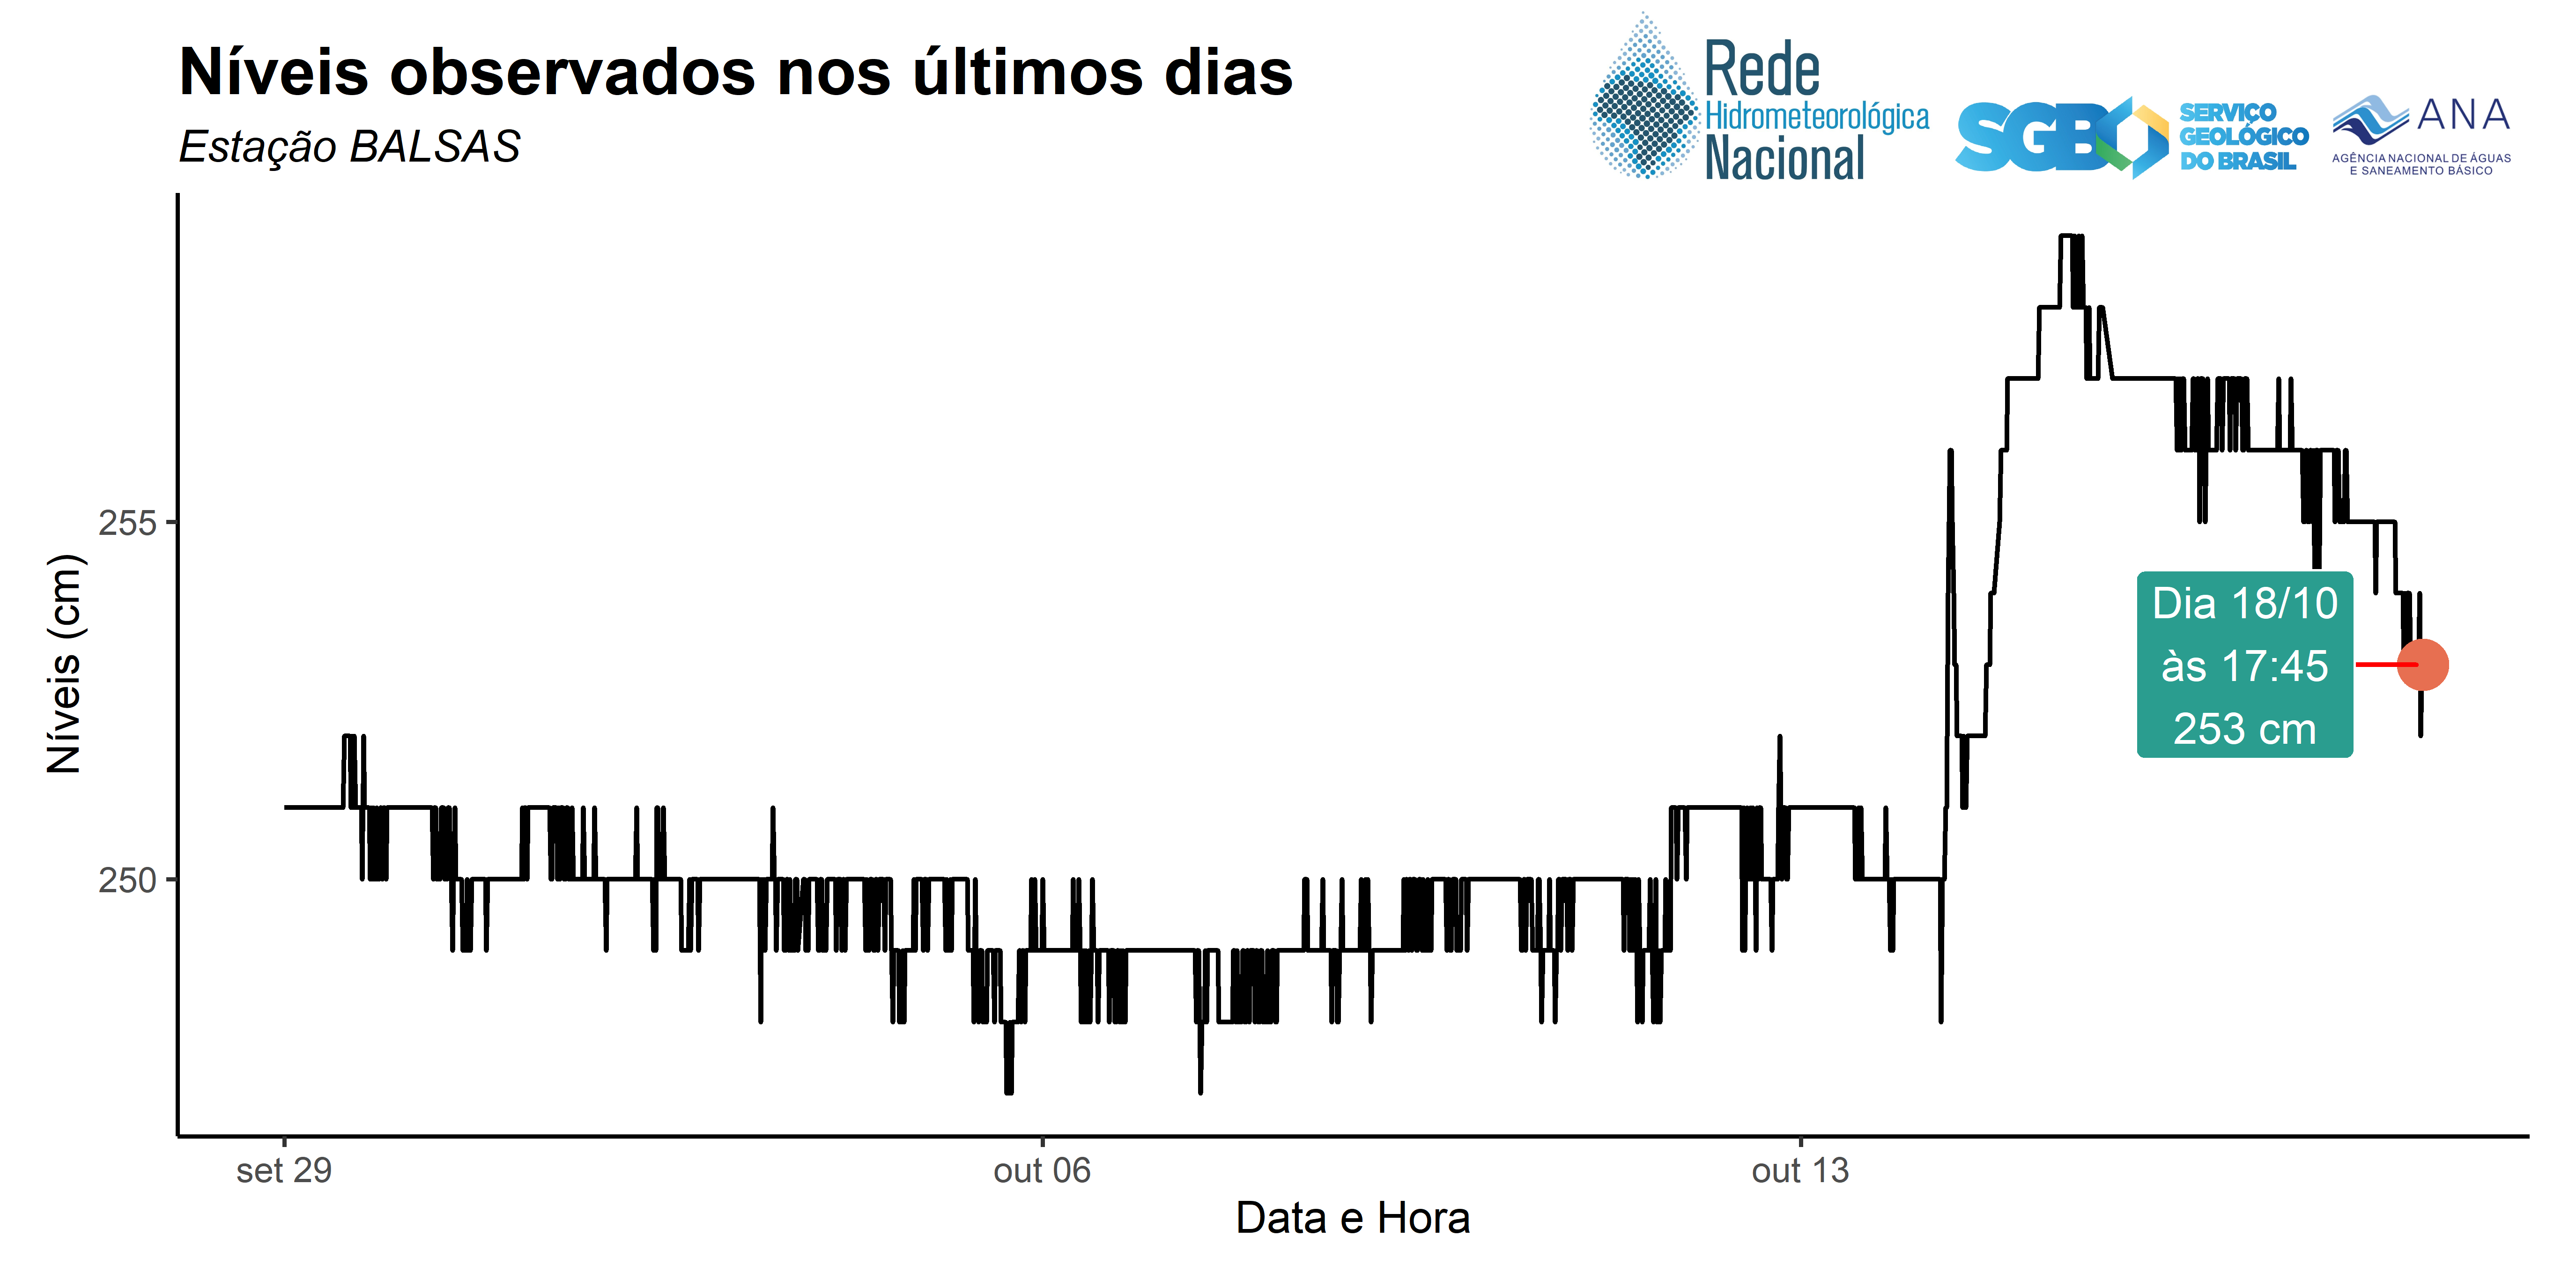 Níveis observados nos últimos dias
Estação BALSAS
Rede
Hidrometeorológica
Nacional
SGB
SERVIÇO
GEOLÓGICO
DO BRASIL
ANA
AGÊNCIA NACIONAL DE ÁGUAS
E SANEAMENTO BÁSICO
Níveis (cm)
255
250
Dia 18/10
às 17:45
253 cm
set 29
out 06
out 13
Data e Hora